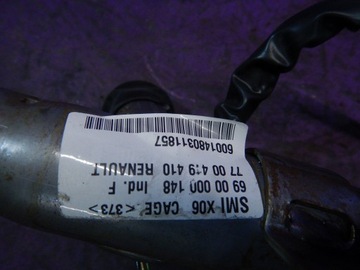 SMI-X06 CAGE <373>
69 00 000 148 Ind. F
77 00 419 410 RENAULT
6001480311857